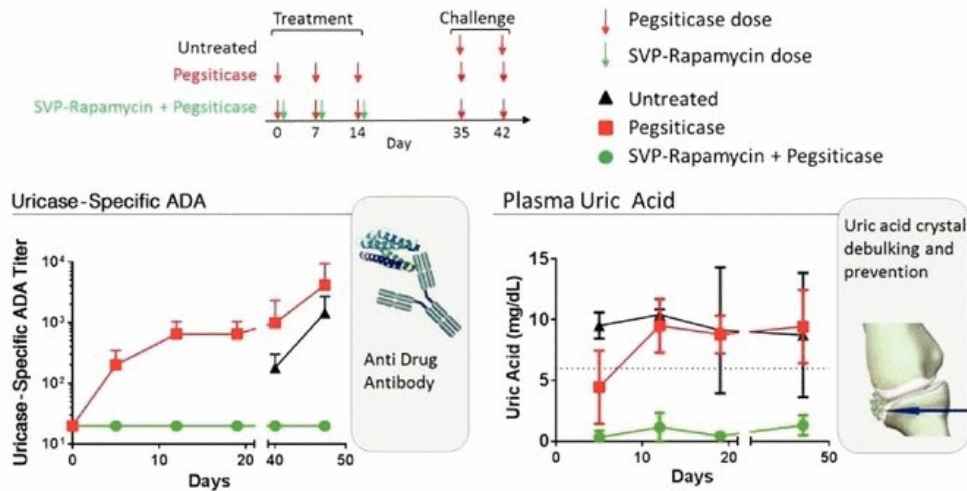 Treatment
Challenge
Untreated
Pegsiticase
SVP-Rapamycin + Pegsiticase
0 7 14 35 42
Day
Pegsiticase dose
SVP-Rapamycin dose
Untreated
Pegsiticase
SVP-Rapamycin + Pegsiticase
Uricase-Specific ADA
Uricase-Specific ADA Titer
10⁴
10³
10²
10¹
0 10 20 40 50
Days
Anti Drug
Antibody
Plasma Uric Acid
Uric Acid (mg/dL)
15
10
5
0
0 10 20 50
Days
Uric acid crystal
debulking and
prevention